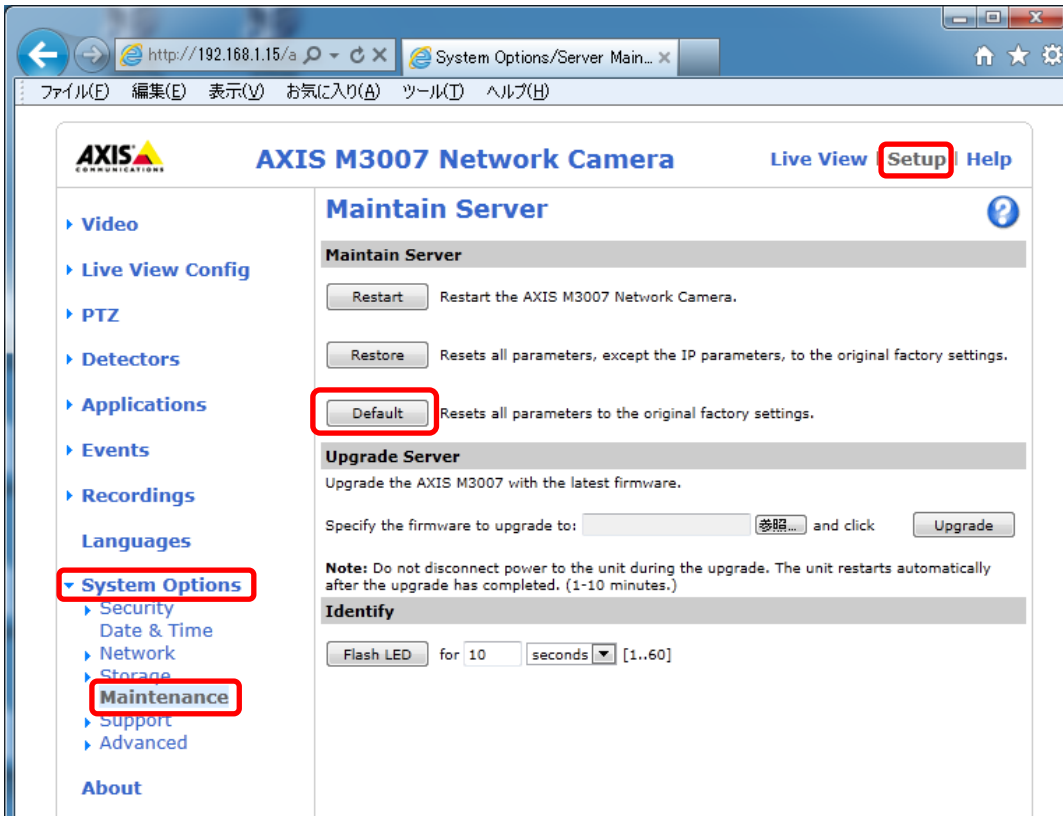 http://192.168.1.15/a
System Options/Server Main...
ファイル(F) 編集(E) 表示(V) お気に入り(A) ツール(T) ヘルプ(H)
AXIS
COMMUNICATIONS
AXIS M3007 Network Camera
Live View | Setup | Help
Video
Live View Config
PTZ
Detectors
Applications
Events
Recordings
Languages
System Options
Security
Date & Time
Network
Storage
Maintenance
Support
Advanced
About
Maintain Server
Maintain Server
Restart Restart the AXIS M3007 Network Camera.
Restore Resets all parameters, except the IP parameters, to the original factory settings.
Default Resets all parameters to the original factory settings.
Upgrade Server
Upgrade the AXIS M3007 with the latest firmware.
Specify the firmware to upgrade to: 参照... and click Upgrade
Note: Do not disconnect power to the unit during the upgrade. The unit restarts automatically
after the upgrade has completed. (1-10 minutes.)
Identify
Flash LED for 10 seconds [1..60]